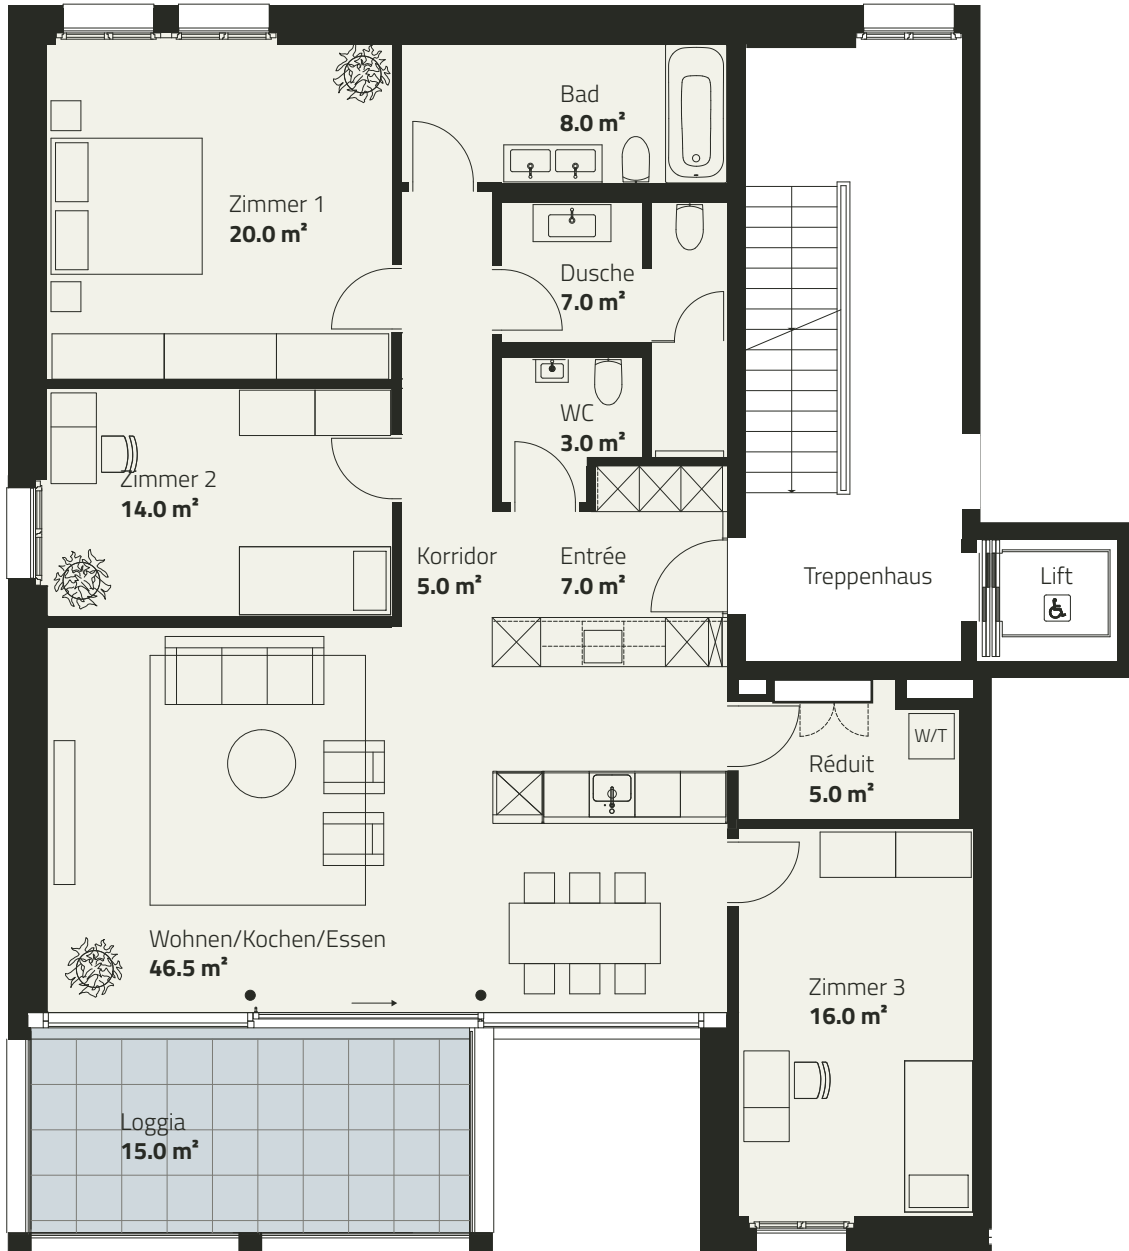 Bad
8.0 m²
Zimmer 1
20.0 m²
Dusche
7.0 m²
WC
3.0 m²
Zimmer 2
14.0 m²
Korridor
5.0 m²
Entrée
7.0 m²
Treppenhaus
Lift
W/T
Réduit
5.0 m²
Wohnen/Kochen/Essen
46.5 m²
Zimmer 3
16.0 m²
Loggia
15.0 m²